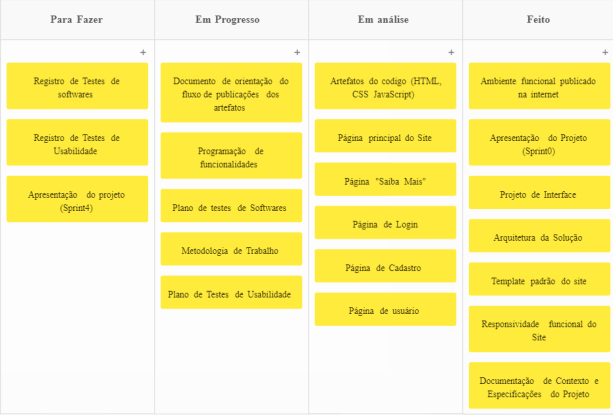 Para Fazer
+
Registro de Testes de
softwares
Registro de Testes de
Usabilidade
Apresentação do projeto
(Sprint4)
Em Progresso
+
Documento de orientação do
fluxo de publicações dos
artefatos
Programação de
funcionalidades
Plano de testes de Softwares
Metodologia de Trabalho
Plano de Testes de Usabilidade
Em análise
+
Artefatos do codigo (HTML,
CSS JavaScript)
Página principal do Site
Página "Saiba Mais"
Página de Login
Página de Cadastro
Página de usuário
Feito
+
Ambiente funcional publicado
na internet
Apresentação do Projeto
(Sprint0)
Projeto de Interface
Arquitetura da Solução
Template padrão do site
Responsividade funcional do
Site
Documentação de Contexto e
Especificações do Projeto